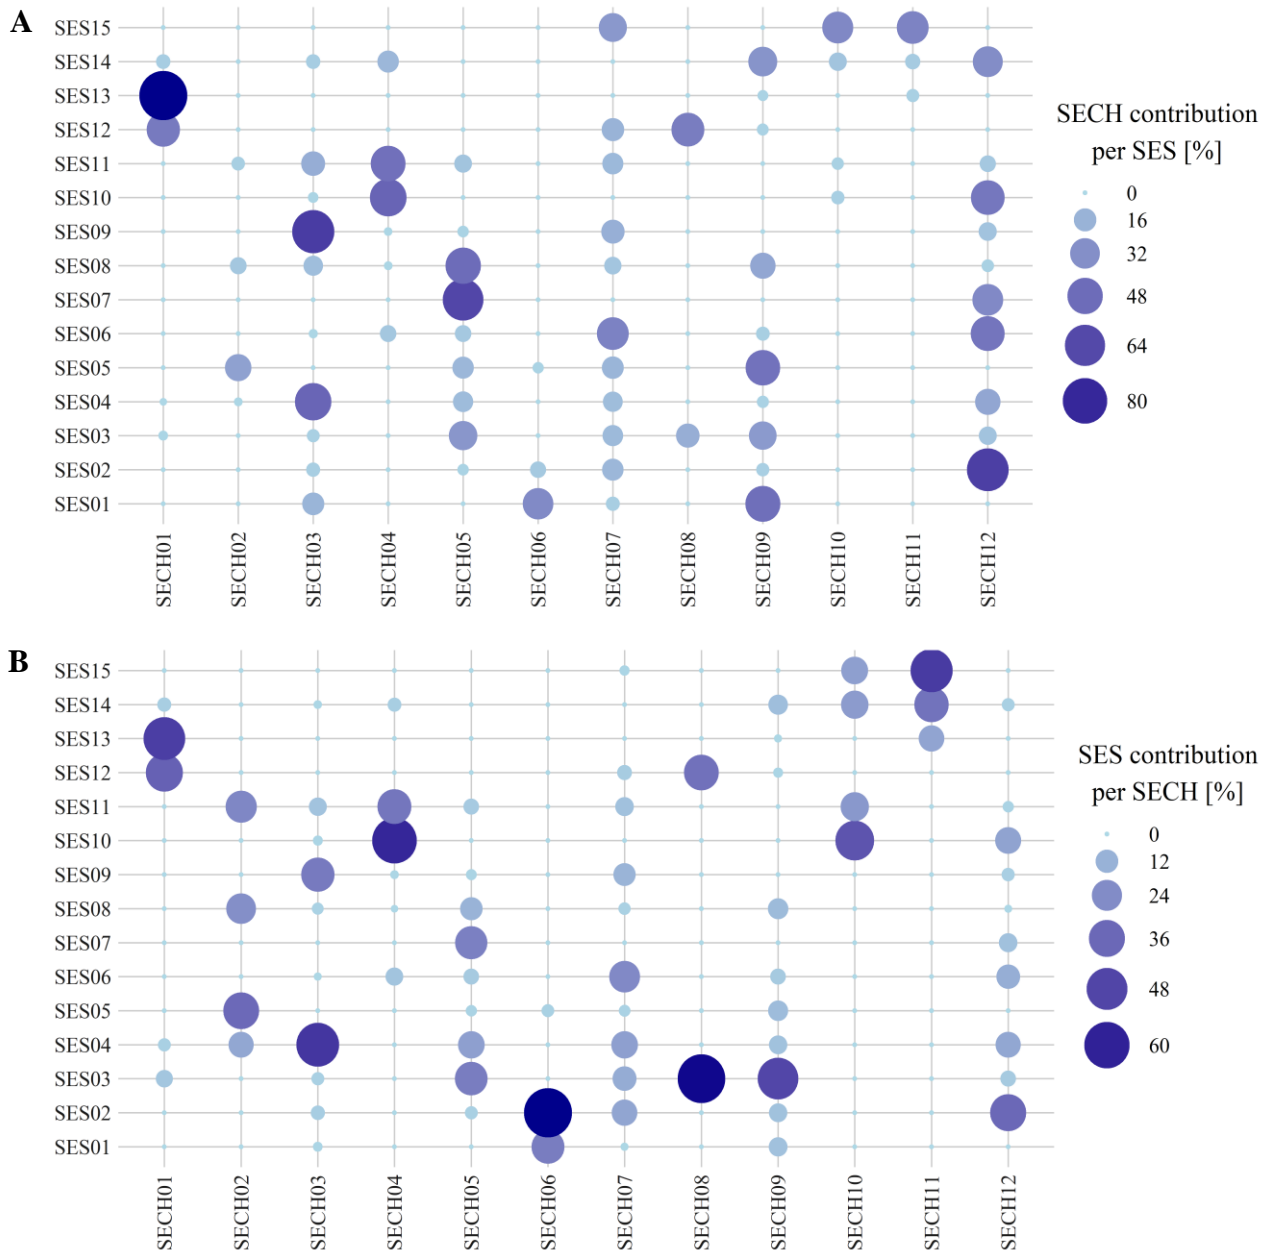 A
SES15
SES14
SES13
SES12
SES11
SES10
SES09
SES08
SES07
SES06
SES05
SES04
SES03
SES02
SES01
SECH01
SECH02
SECH03
SECH04
SECH05
SECH06
SECH07
SECH08
SECH09
SECH10
SECH11
SECH12
SECH contribution
per SES [%]
0
16
32
48
64
80
B
SES15
SES14
SES13
SES12
SES11
SES10
SES09
SES08
SES07
SES06
SES05
SES04
SES03
SES02
SES01
SECH01
SECH02
SECH03
SECH04
SECH05
SECH06
SECH07
SECH08
SECH09
SECH10
SECH11
SECH12
SES contribution
per SECH [%]
0
12
24
36
48
60